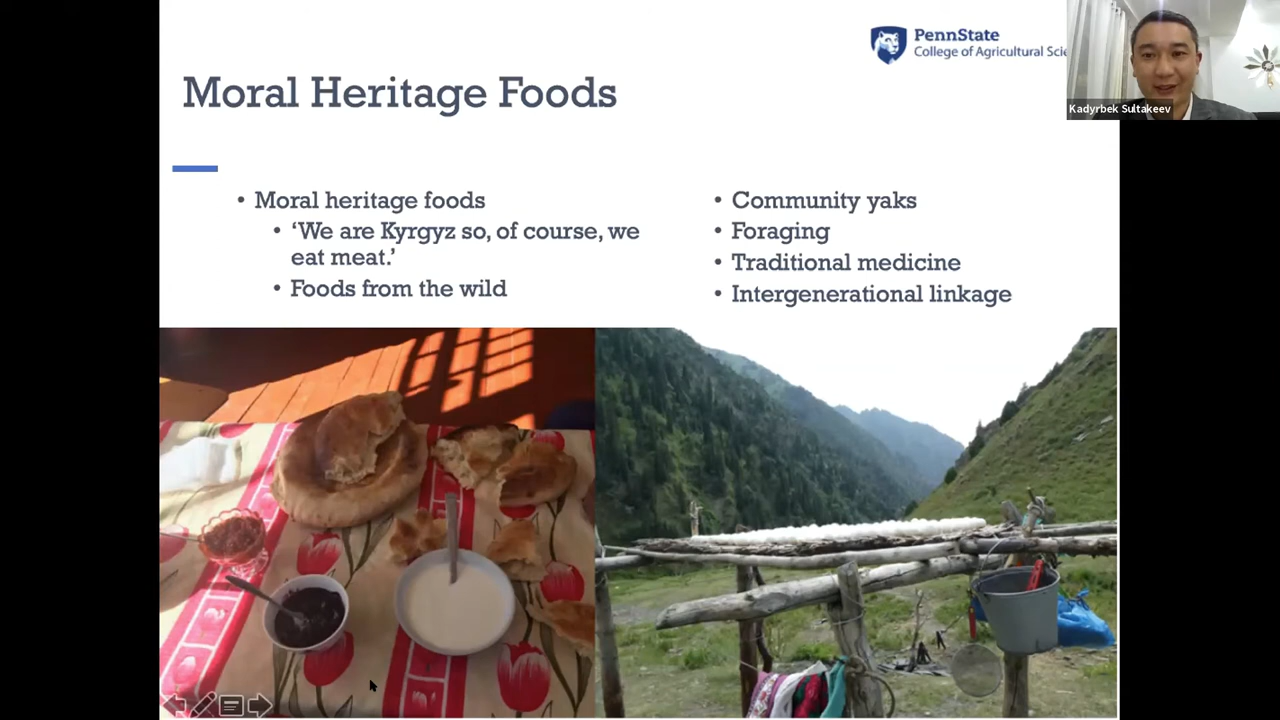 PennState
College of Agricultural
Kadyrbek Sultakeev
Moral Heritage Foods
• Moral heritage foods
• ‘We are Kyrgyz so, of course, we
eat meat.’
• Foods from the wild
• Community yaks
• Foraging
• Traditional medicine
• Intergenerational linkage